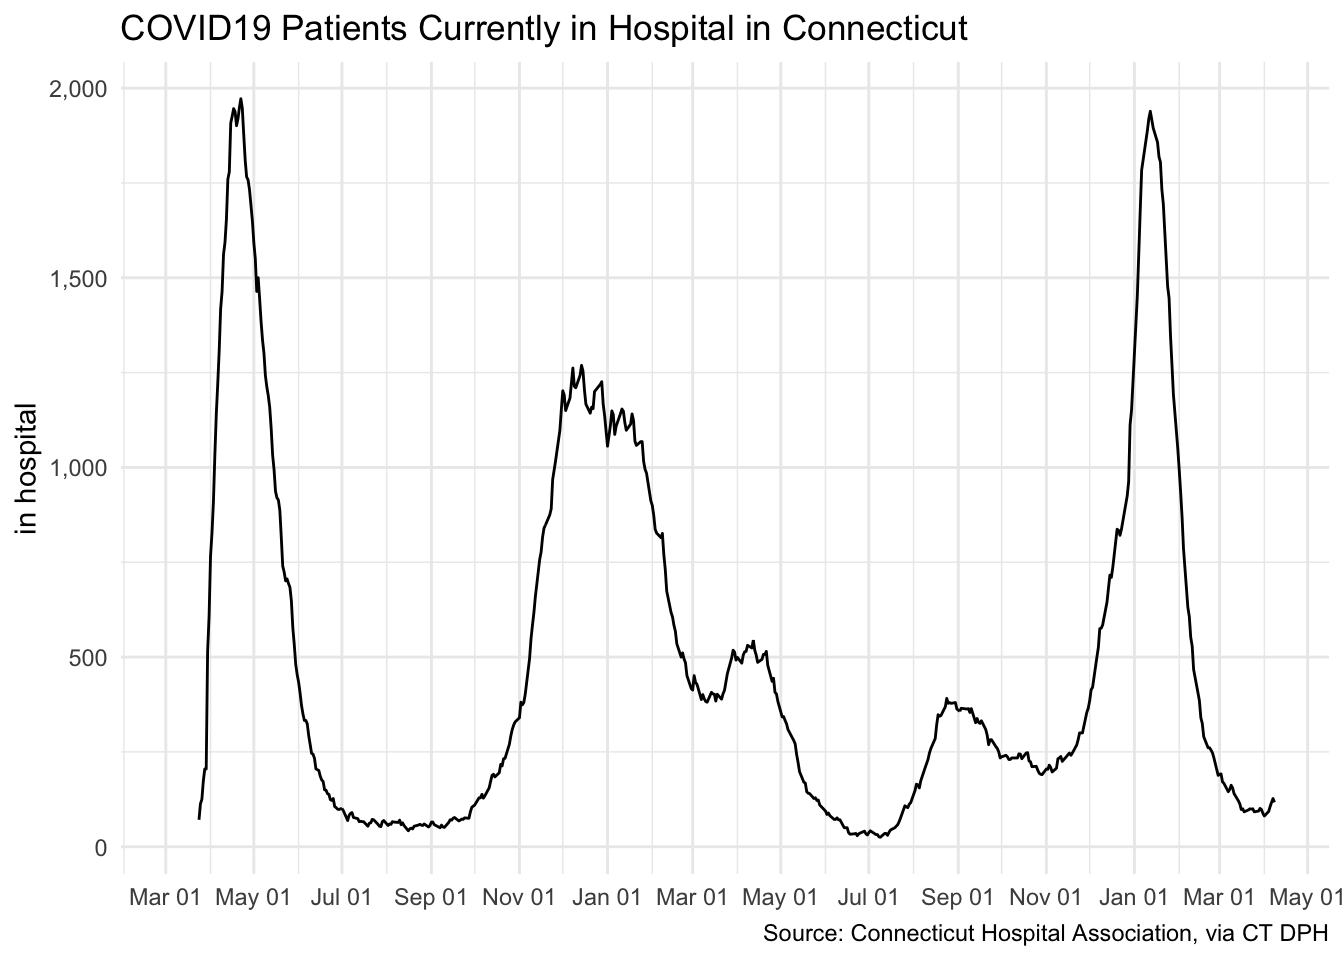 COVID19 Patients Currently in Hospital in Connecticut
2,000
1,500
1,000
500
0
in hospital
Mar 01 May 01 Jul 01 Sep 01 Nov 01 Jan 01 Mar 01 May 01 Jul 01 Sep 01 Nov 01 Jan 01 Mar 01 May 01
Source: Connecticut Hospital Association, via CT DPH